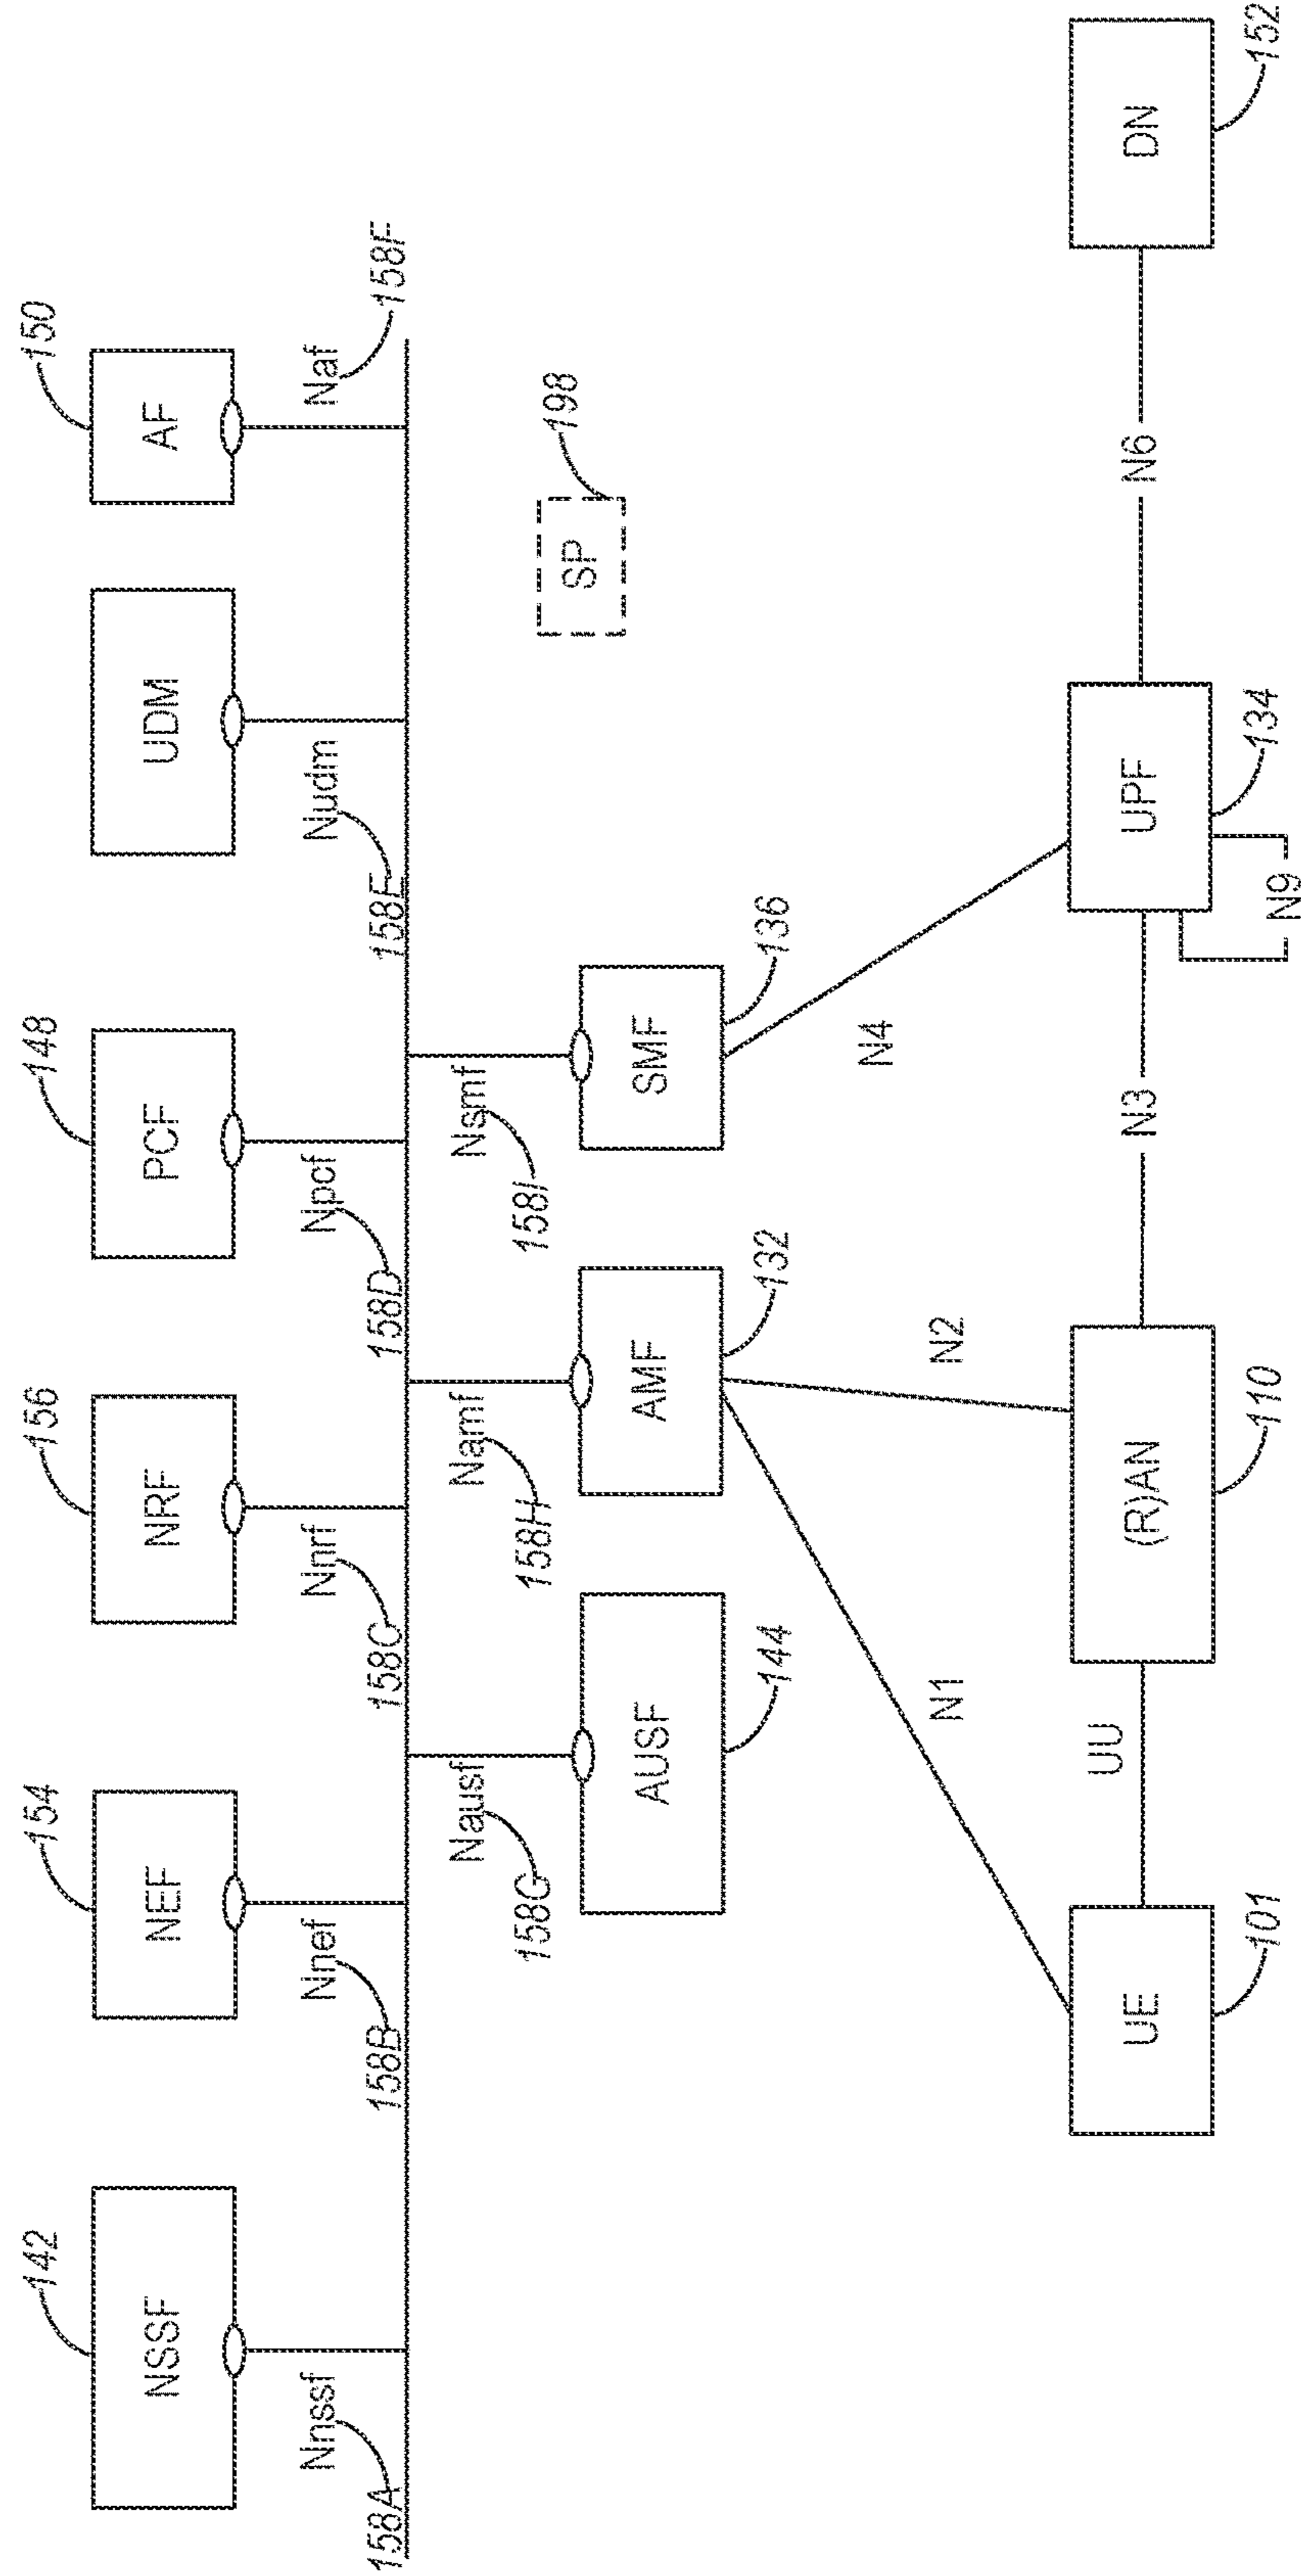 142
154
156
148
150
NSSF
NEF
NRF
PCF
UDM
AF
Nnssf
Nnef
Nnrf
Npcf
Nudm
Naf
158A
158B
158C
158D
158E
158F
Nausf
Namf
Nsmf
158G
158H
158I
198
SP
AUSF
AMF
SMF
144
132
136
N4
N1
N2
UU
UE
(R)AN
N3
UPF
N6
DN
101
110
134
152
N9